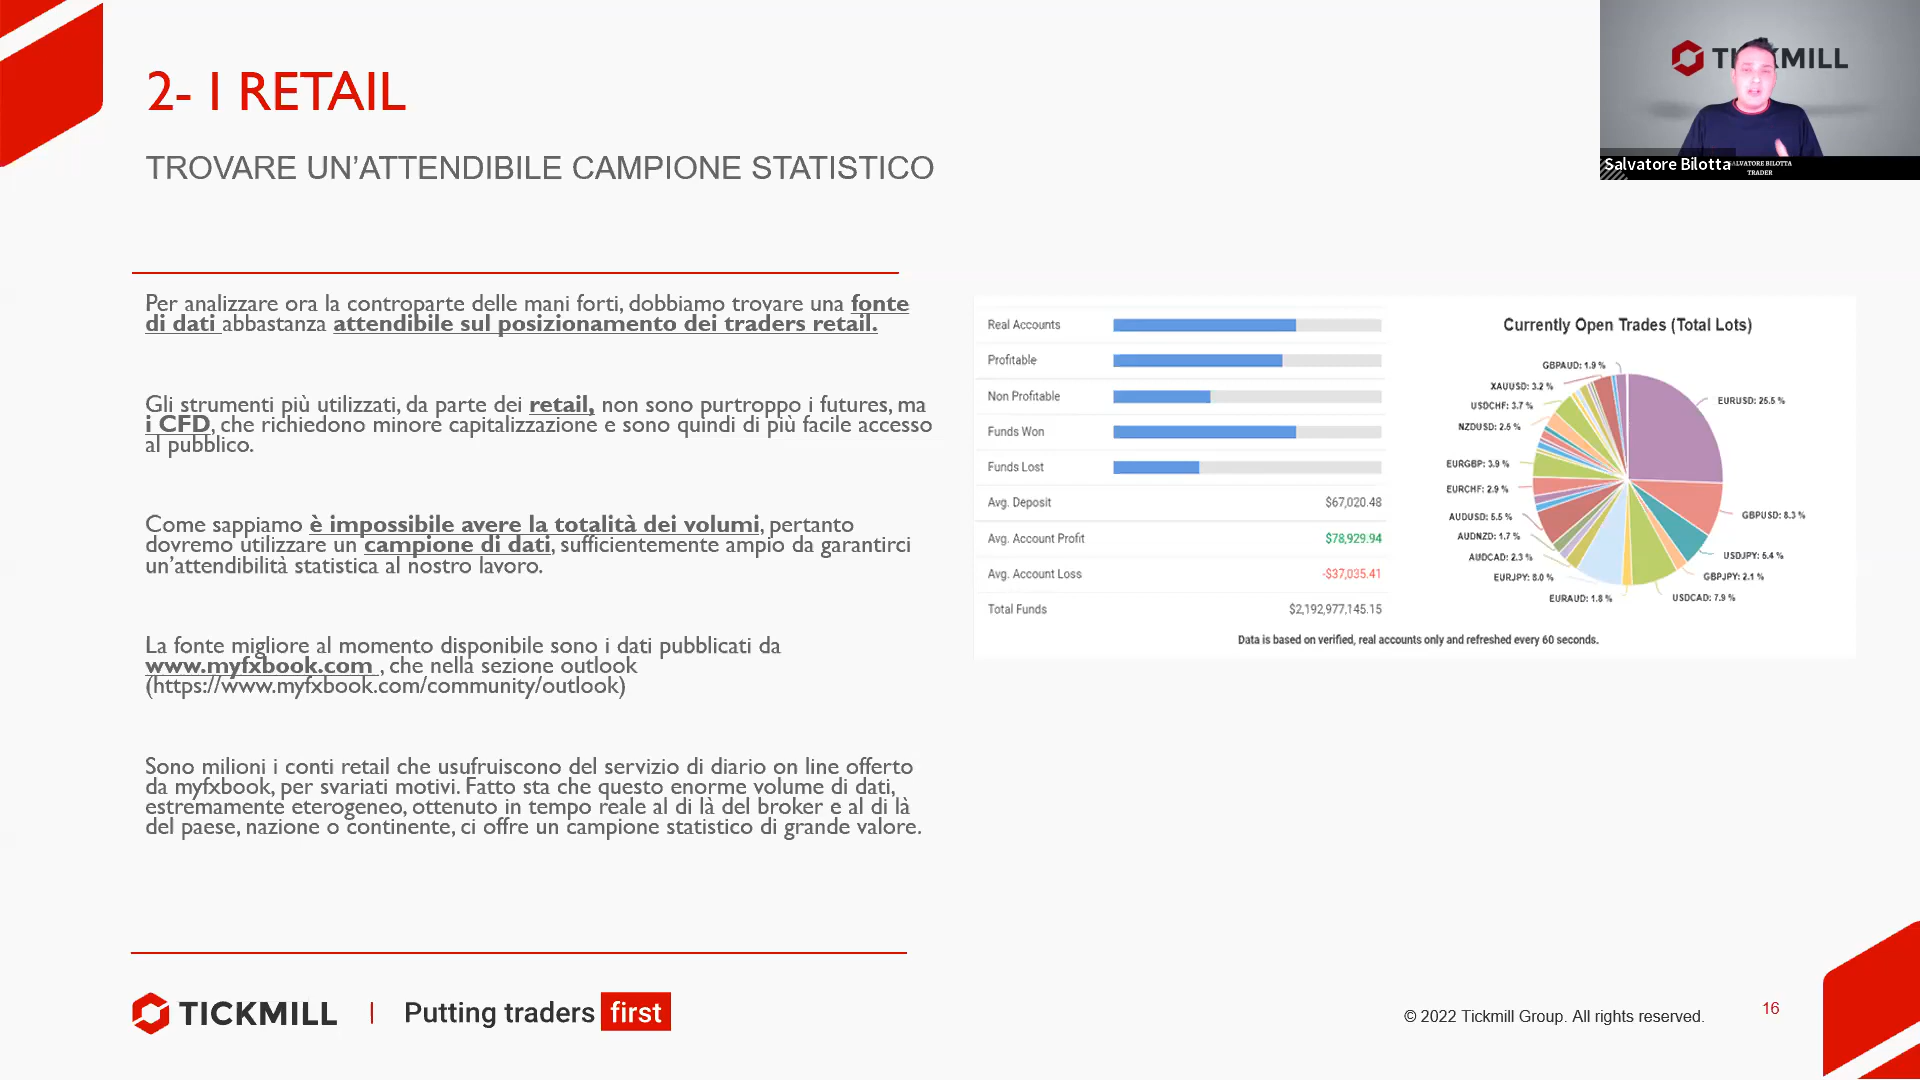 2- I RETAIL
TROVARE UN'ATTENDIBILE CAMPIONE STATISTICO
TICKMILL
Salvatore Bilotta
SALVATORE BILOTTA
TRADER
Per analizzare ora la controparte delle mani forti, dobbiamo trovare una fonte
di dati abbastanza attendibile sul posizionamento dei traders retail.
Gli strumenti più utilizzati, da parte dei retail, non sono purtroppo i futures, ma
i CFD, che richiedono minore capitalizzazione e sono quindi di più facile accesso
al pubblico.
Come sappiamo è impossibile avere la totalità dei volumi, pertanto
dovremo utilizzare un campione di dati, sufficientemente ampio da garantirci
un'attendibilità statistica al nostro lavoro.
La fonte migliore al momento disponibile sono i dati pubblicati da
www.myfxbook.com , che nella sezione outlook
(https://www.myfxbook.com/community/outlook)
Sono milioni i conti retail che usufruiscono del servizio di diario on line offerto
da myfxbook, per svariati motivi. Fatto sta che questo enorme volume di dati,
estremamente eterogeneo, ottenuto in tempo reale al di là del broker e al di là
del paese, nazione o continente, ci offre un campione statistico di grande valore.
Real Accounts
Profitable
Non Profitable
Funds Won
Funds Lost
Avg. Deposit $67,020.48
Avg. Account Profit $78,929.94
Avg. Account Loss -$37,035.41
Total Funds $2,192,977,145.15
Currently Open Trades (Total Lots)
GBPAUD: 1.9 %
XAUUSD: 3.2 %
USDCHF: 3.7 %
NZDUSD: 2.6 %
EURGBP: 3.9 %
EURCHF: 2.9 %
AUDUSD: 5.5 %
AUDNZD: 1.7 %
AUDCAD: 2.3 %
EURJPY: 8.0 %
EURAUD: 1.8 %
EURUSD: 25.5 %
GBPUSD: 8.3 %
USDJPY: 5.4 %
GBPJPY: 2.1 %
USDCAD: 7.9 %
Data is based on verified, real accounts only and refreshed every 60 seconds.
TICKMILL | Putting traders first
© 2022 Tickmill Group. All rights reserved.
16